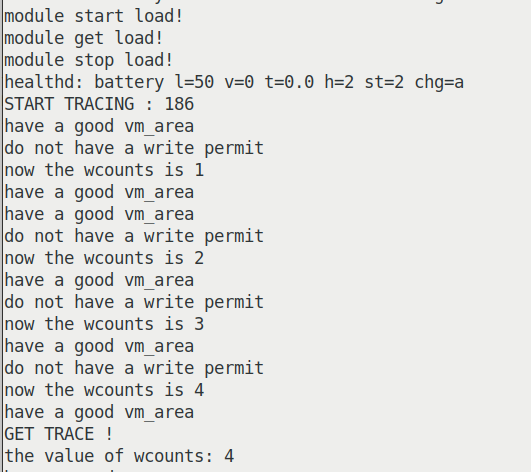 module start load!
module get load!
module stop load!
healthd: battery l=50 v=0 t=0.0 h=2 st=2 chg=a
START TRACING : 186
have a good vm_area
do not have a write permit
now the wcounts is 1
have a good vm_area
have a good vm_area
do not have a write permit
now the wcounts is 2
have a good vm_area
do not have a write permit
now the wcounts is 3
have a good vm_area
do not have a write permit
now the wcounts is 4
have a good vm_area
GET TRACE !
the value of wcounts: 4